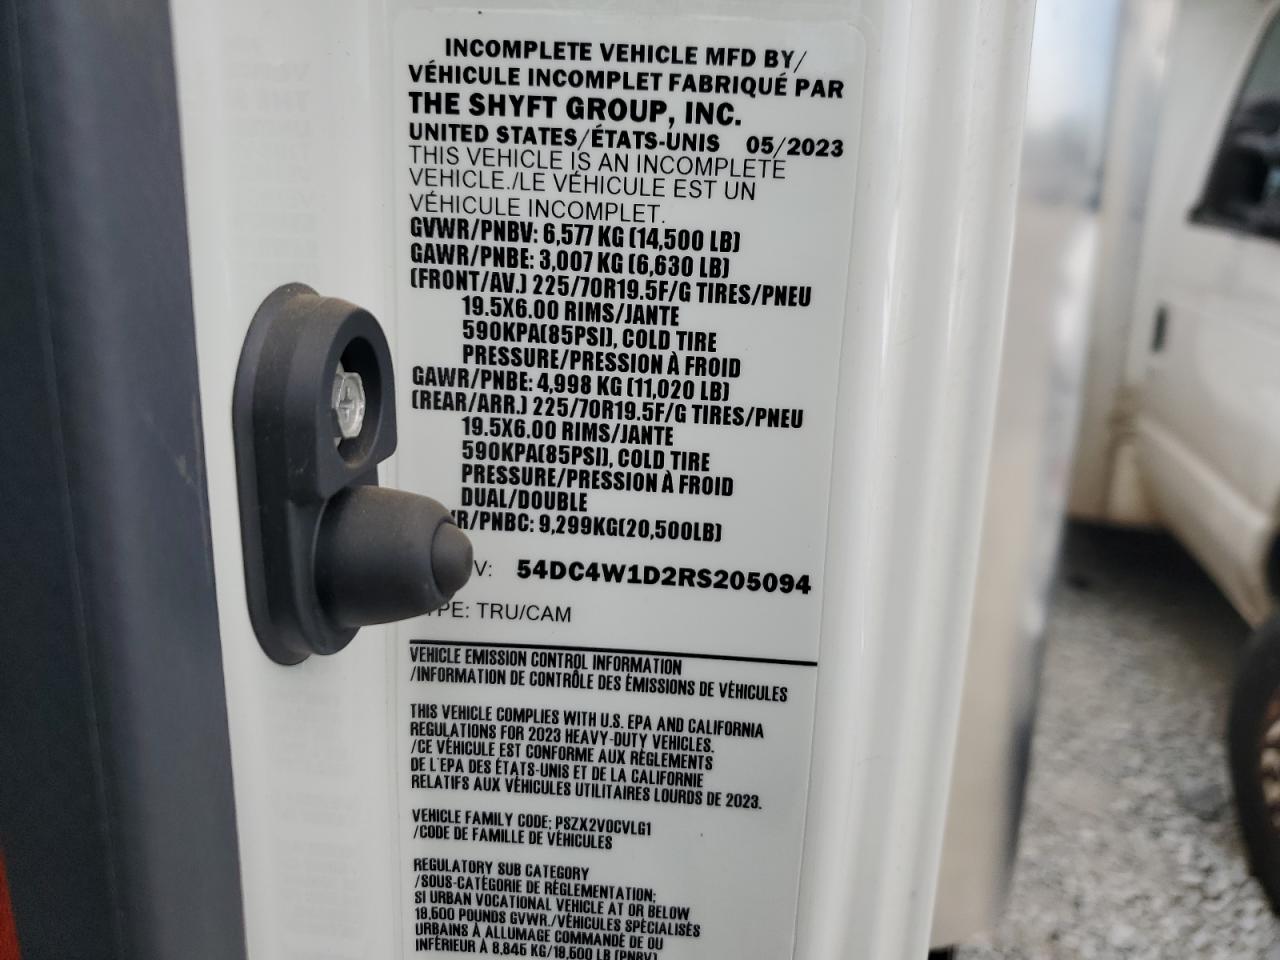 INCOMPLETE VEHICLE MFD BY/
VÉHICULE INCOMPLET FABRIQUÉ PAR
THE SHYFT GROUP, INC.
UNITED STATES/ÉTATS-UNIS 05/2023
THIS VEHICLE IS AN INCOMPLETE
VEHICLE./LE VÉHICULE EST UN
VÉHICULE INCOMPLET.
GVWR/PNBV: 6,577 KG (14,500 LB)
GAWR/PNBE: 3,007 KG (6,630 LB)
(FRONT/AV.) 225/70R19.5F/G TIRES/PNEU
19.5X6.00 RIMS/JANTE
590KPA(85PSI), COLD TIRE
PRESSURE/PRESSION À FROID
GAWR/PNBE: 4,998 KG (11,020 LB)
(REAR/ARR.) 225/70R19.5F/G TIRES/PNEU
19.5X6.00 RIMS/JANTE
590KPA(85PSI), COLD TIRE
PRESSURE/PRESSION À FROID
DUAL/DOUBLE
R/PNBC: 9,299KG(20,500LB)
V: 54DC4W1D2RS205094
PE: TRU/CAM
VEHICLE EMISSION CONTROL INFORMATION
/INFORMATION DE CONTRÔLE DES ÉMISSIONS DE VÉHICULES
THIS VEHICLE COMPLIES WITH U.S. EPA AND CALIFORNIA
REGULATIONS FOR 2023 HEAVY-DUTY VEHICLES.
/CE VÉHICULE EST CONFORME AUX RÈGLEMENTS
DE L'EPA DES ÉTATS-UNIS ET DE LA CALIFORNIE
RELATIFS AUX VÉHICULES UTILITAIRES LOURDS DE 2023.
VEHICLE FAMILY CODE: PSZX2VOCVLG1
/CODE DE FAMILLE DE VÉHICULES
REGULATORY SUB CATEGORY
/SOUS-CATÉGORIE DE RÉGLEMENTATION:
SI URBAN VOCATIONAL VEHICLE AT OR BELOW
19,500 POUNDS GVWR./VÉHICULES SPÉCIALISÉS
URBAINS À ALLUMAGE COMMANDÉ DE OU
INFÉRIEUR À 8,845 KG/19,500 LB (PNBV)